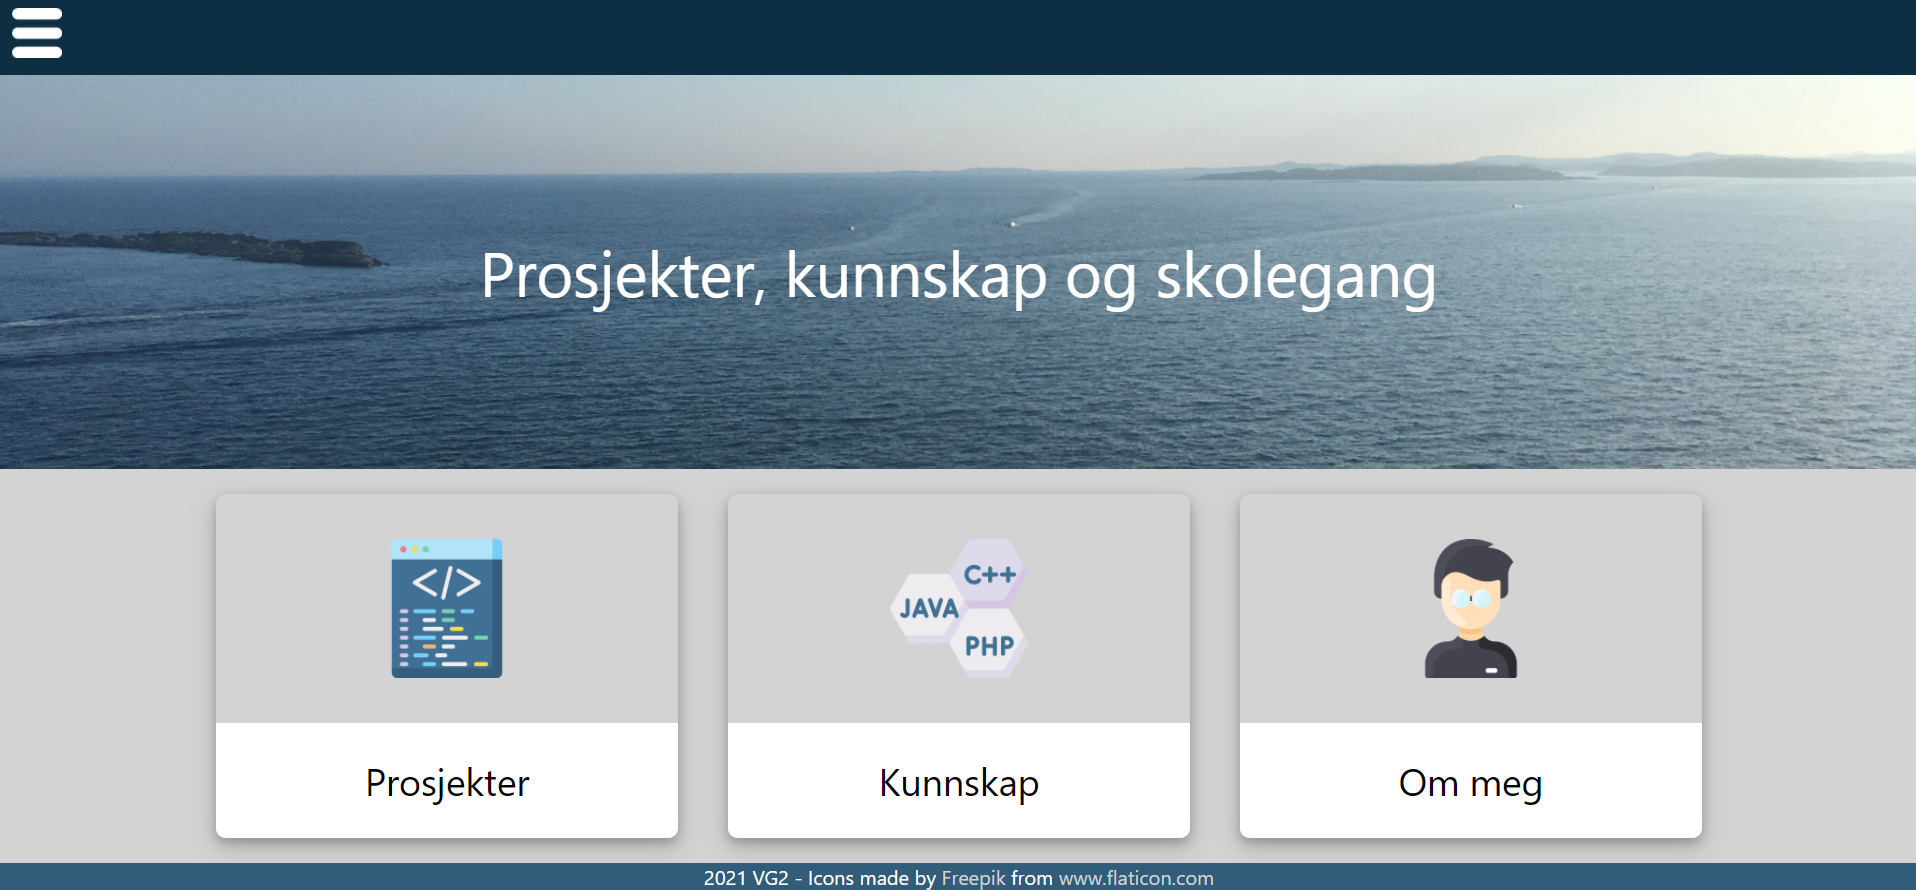 Prosjekter, kunnskap og skolegang
</>
C++
JAVA
PHP
Prosjekter
Kunnskap
Om meg
2021 VG2 - Icons made by Freepik from www.flaticon.com